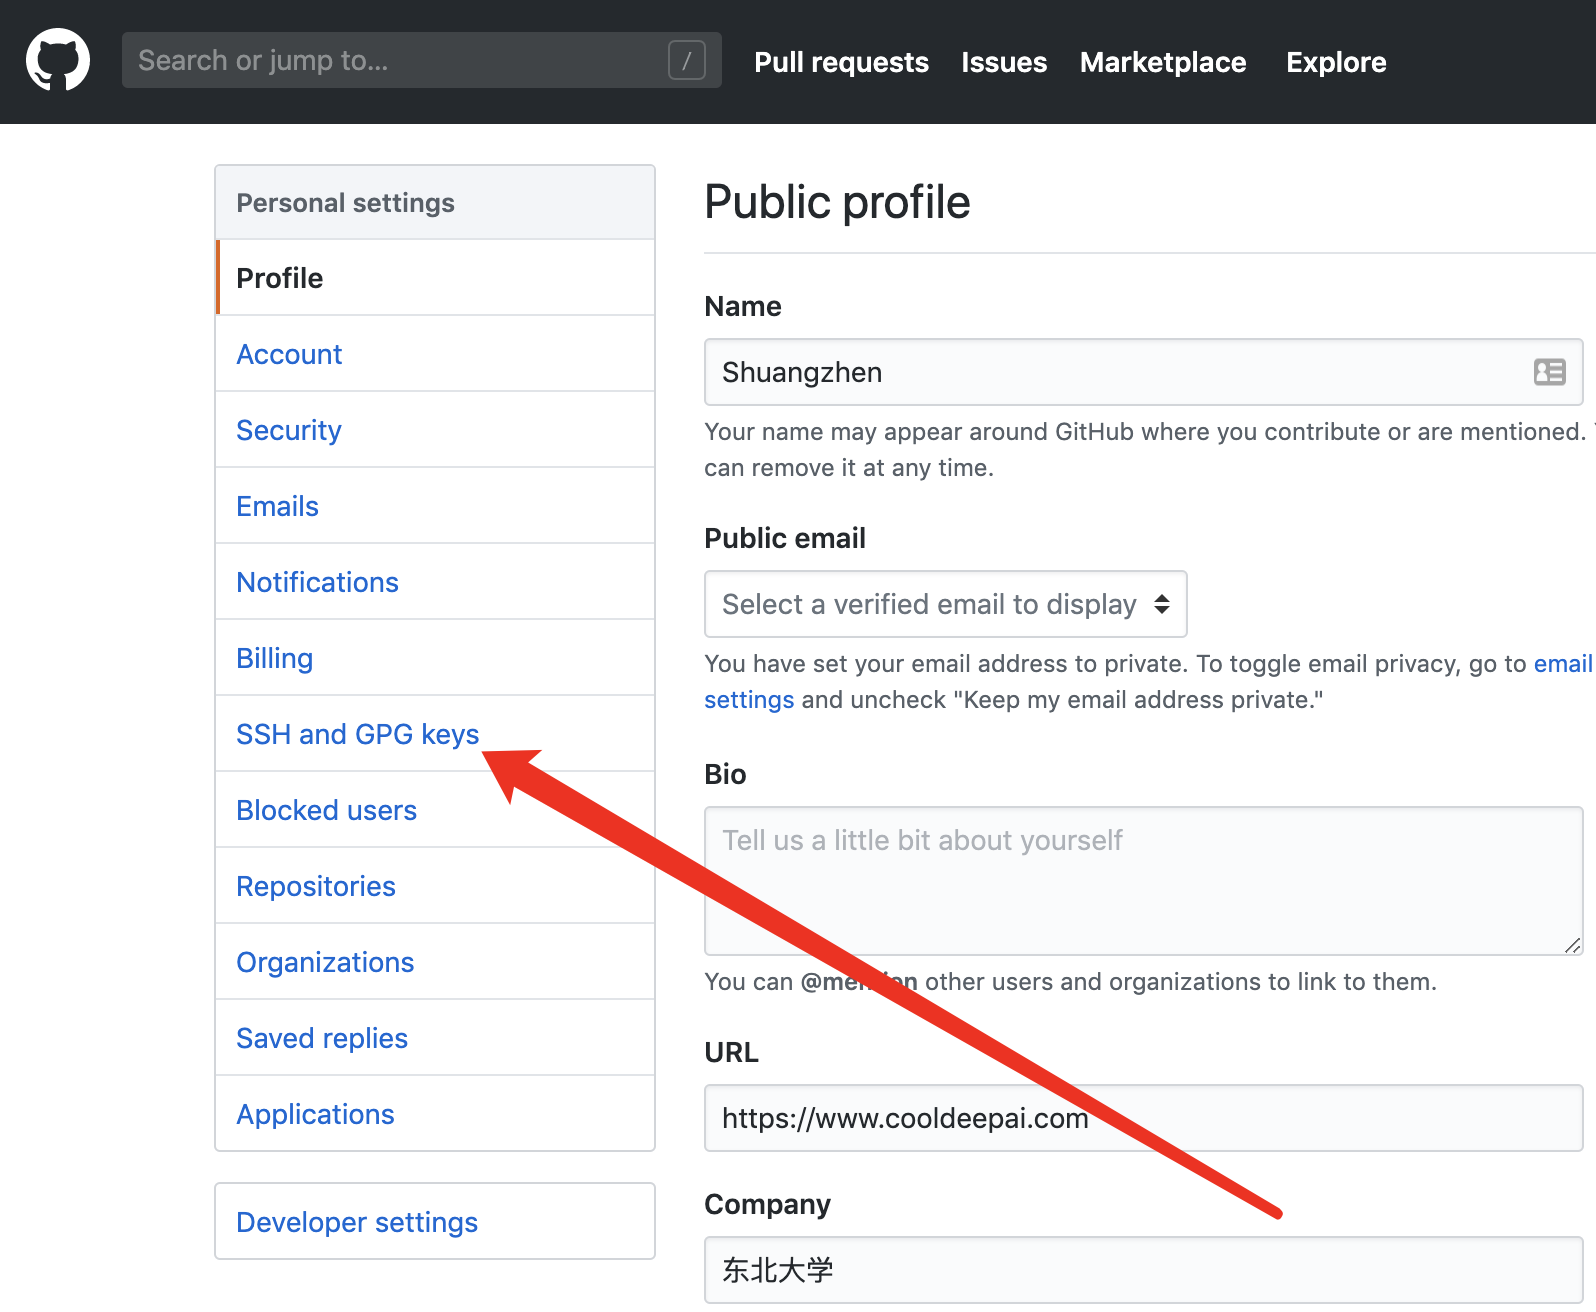 Search or jump to...
/
Pull requests
Issues
Marketplace
Explore
Personal settings
Profile
Account
Security
Emails
Notifications
Billing
SSH and GPG keys
Blocked users
Repositories
Organizations
Saved replies
Applications
Developer settings
Public profile
Name
Shuangzhen
Your name may appear around GitHub where you contribute or are mentioned.
can remove it at any time.
Public email
Select a verified email to display
You have set your email address to private. To toggle email privacy, go to email
settings and uncheck "Keep my email address private."
Bio
Tell us a little bit about yourself
You can @mention other users and organizations to link to them.
URL
https://www.cooldeepai.com
Company
东北大学